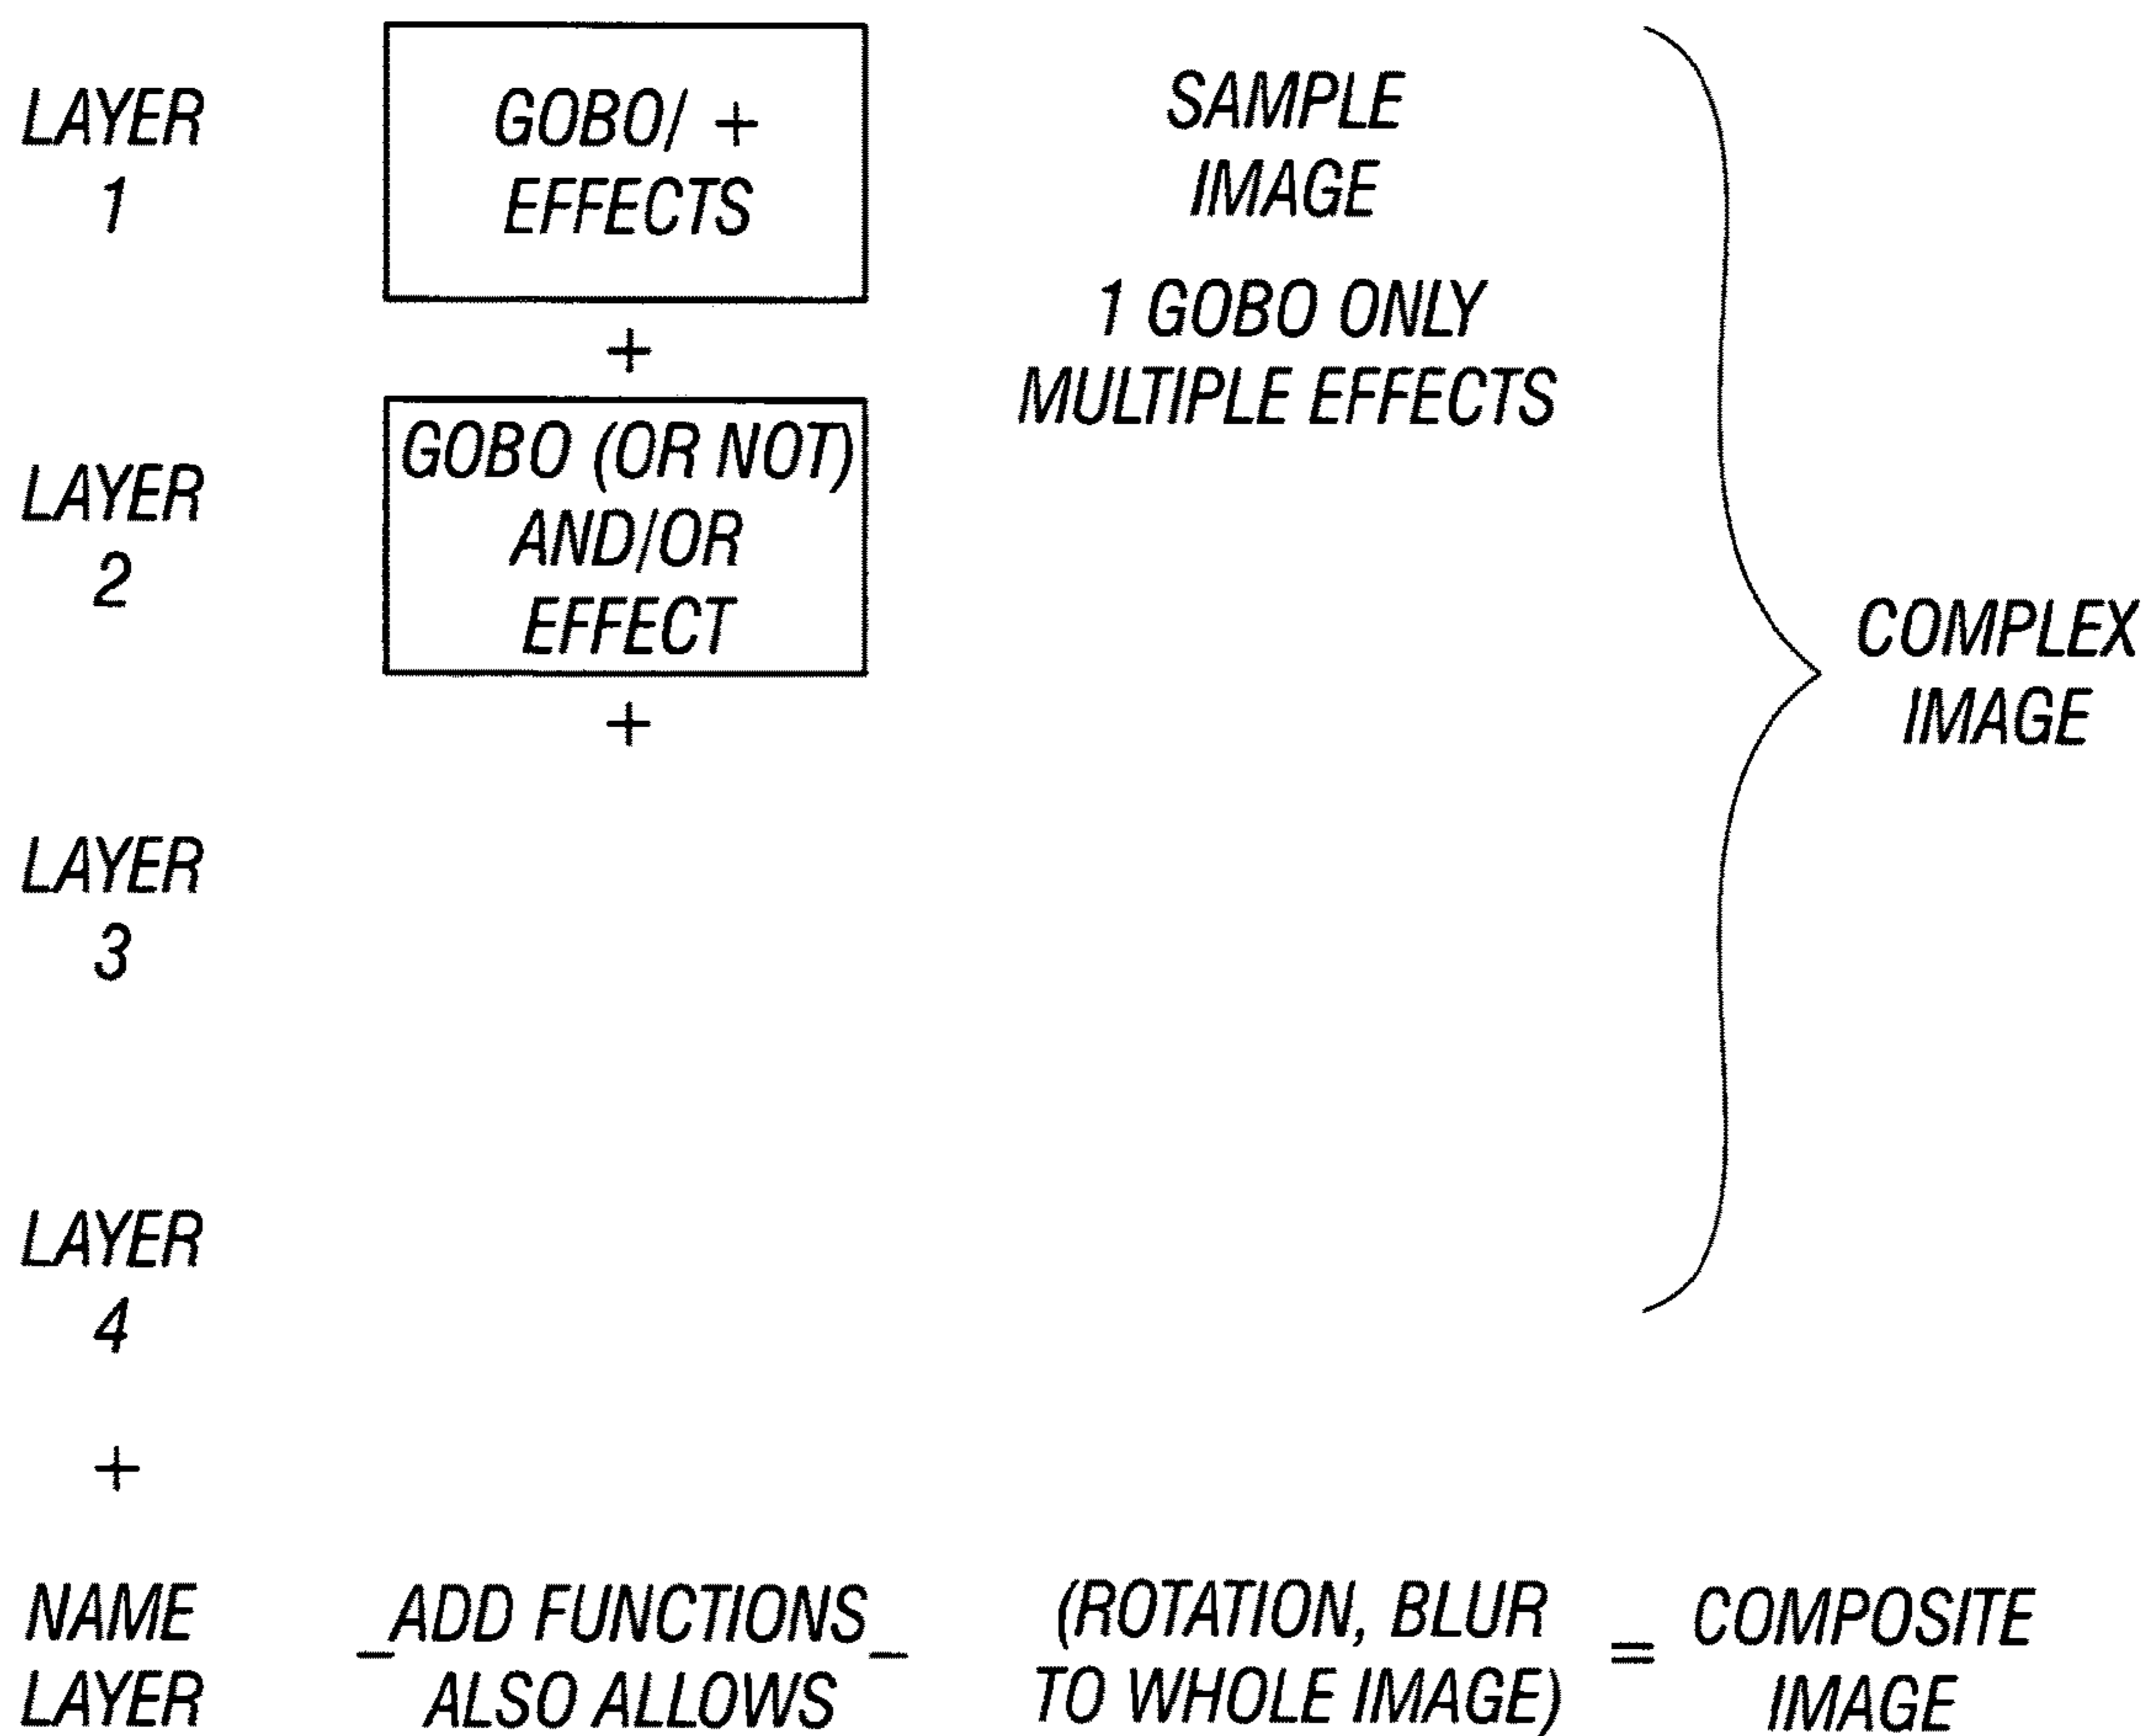 LAYER
1
GOBO/ +
EFFECTS
SAMPLE
IMAGE
1 GOBO ONLY
MULTIPLE EFFECTS
+
LAYER
2
GOBO (OR NOT)
AND/OR
EFFECT
+
COMPLEX
IMAGE
LAYER
3
LAYER
4
+
NAME
LAYER
_ADD FUNCTIONS_
ALSO ALLOWS
(ROTATION, BLUR
TO WHOLE IMAGE)
=
COMPOSITE
IMAGE